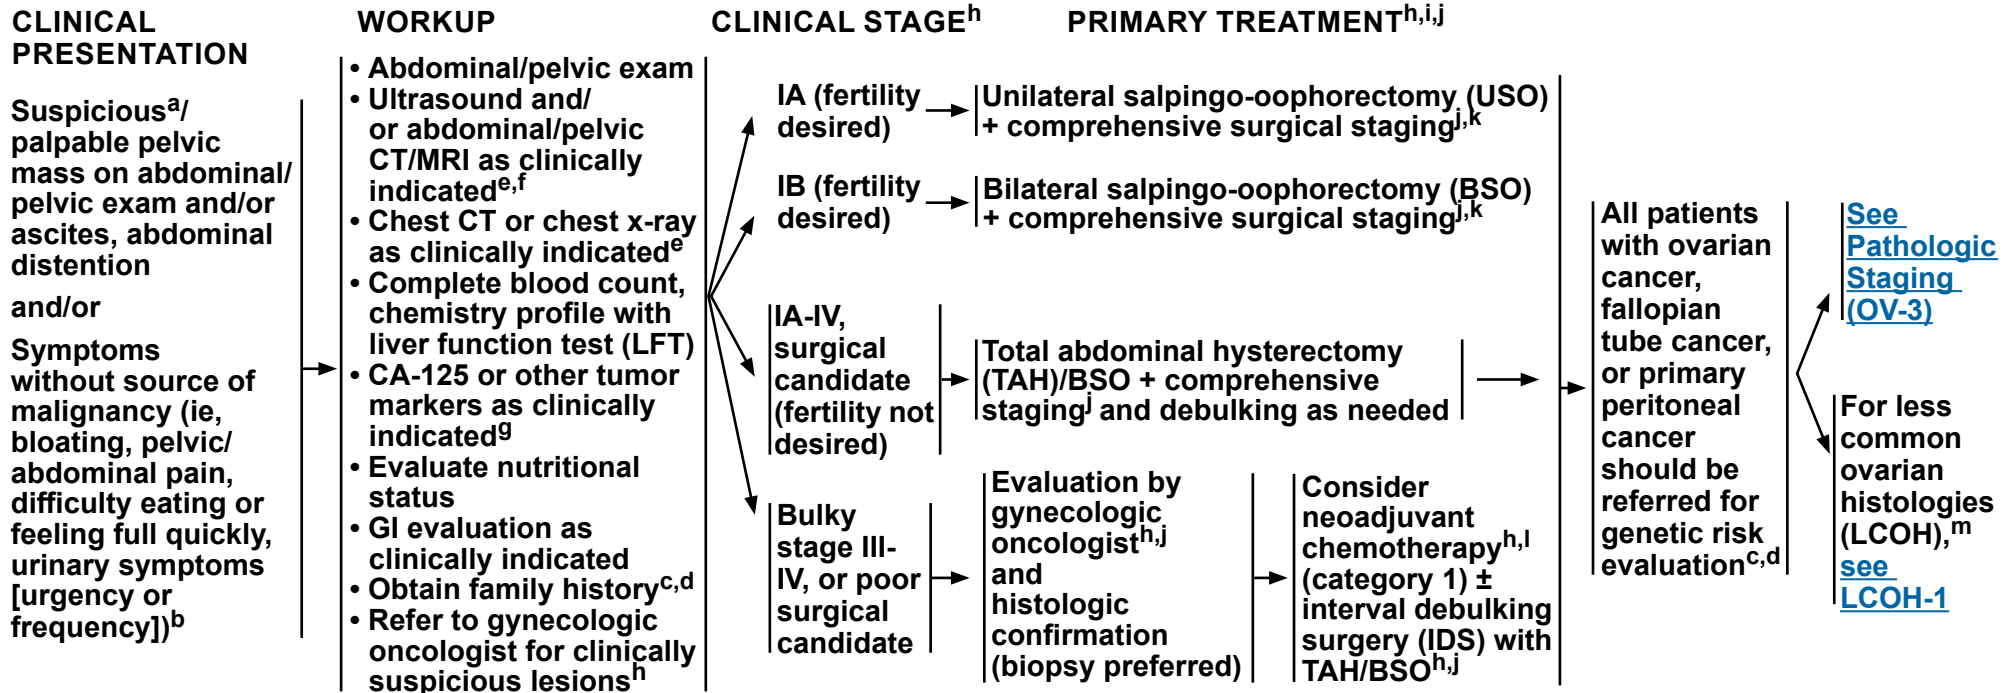 CLINICAL
PRESENTATION
Suspiciousa/
palpable pelvic
mass on abdominal/
pelvic exam and/or
ascites, abdominal
distention
and/or
Symptoms
without source of
malignancy (ie,
bloating, pelvic/
abdominal pain,
difficulty eating or
feeling full quickly,
urinary symptoms
[urgency or
frequency])b
WORKUP
• Abdominal/pelvic exam
• Ultrasound and/
or abdominal/pelvic
CT/MRI as clinically
indicatede,f
• Chest CT or chest x-ray
as clinically indicatede
• Complete blood count,
chemistry profile with
liver function test (LFT)
• CA-125 or other tumor
markers as clinically
indicatedg
• Evaluate nutritional
status
• GI evaluation as
clinically indicated
• Obtain family historyc,d
• Refer to gynecologic
oncologist for clinically
suspicious lesionsh
CLINICAL STAGEh
IA (fertility
desired)
IB (fertility
desired)
IA-IV,
surgical
candidate
(fertility not
desired)
Bulky
stage III-
IV, or poor
surgical
candidate
PRIMARY TREATMENTh,i,j
Unilateral salpingo-oophorectomy (USO)
+ comprehensive surgical stagingj,k
Bilateral salpingo-oophorectomy (BSO)
+ comprehensive surgical stagingj,k
Total abdominal hysterectomy
(TAH)/BSO + comprehensive
stagingj and debulking as needed
Evaluation by
gynecologic
oncologisth,j
and
histologic
confirmation
(biopsy preferred)
Consider
neoadjuvant
chemotherapyh,l
(category 1) ±
interval debulking
surgery (IDS) with
TAH/BSOh,j
All patients
with ovarian
cancer,
fallopian
tube cancer,
or primary
peritoneal
cancer
should be
referred for
genetic risk
evaluationc,d
See
Pathologic
Staging
(OV-3)
For less
common
ovarian
histologies
(LCOH),m
see
LCOH-1